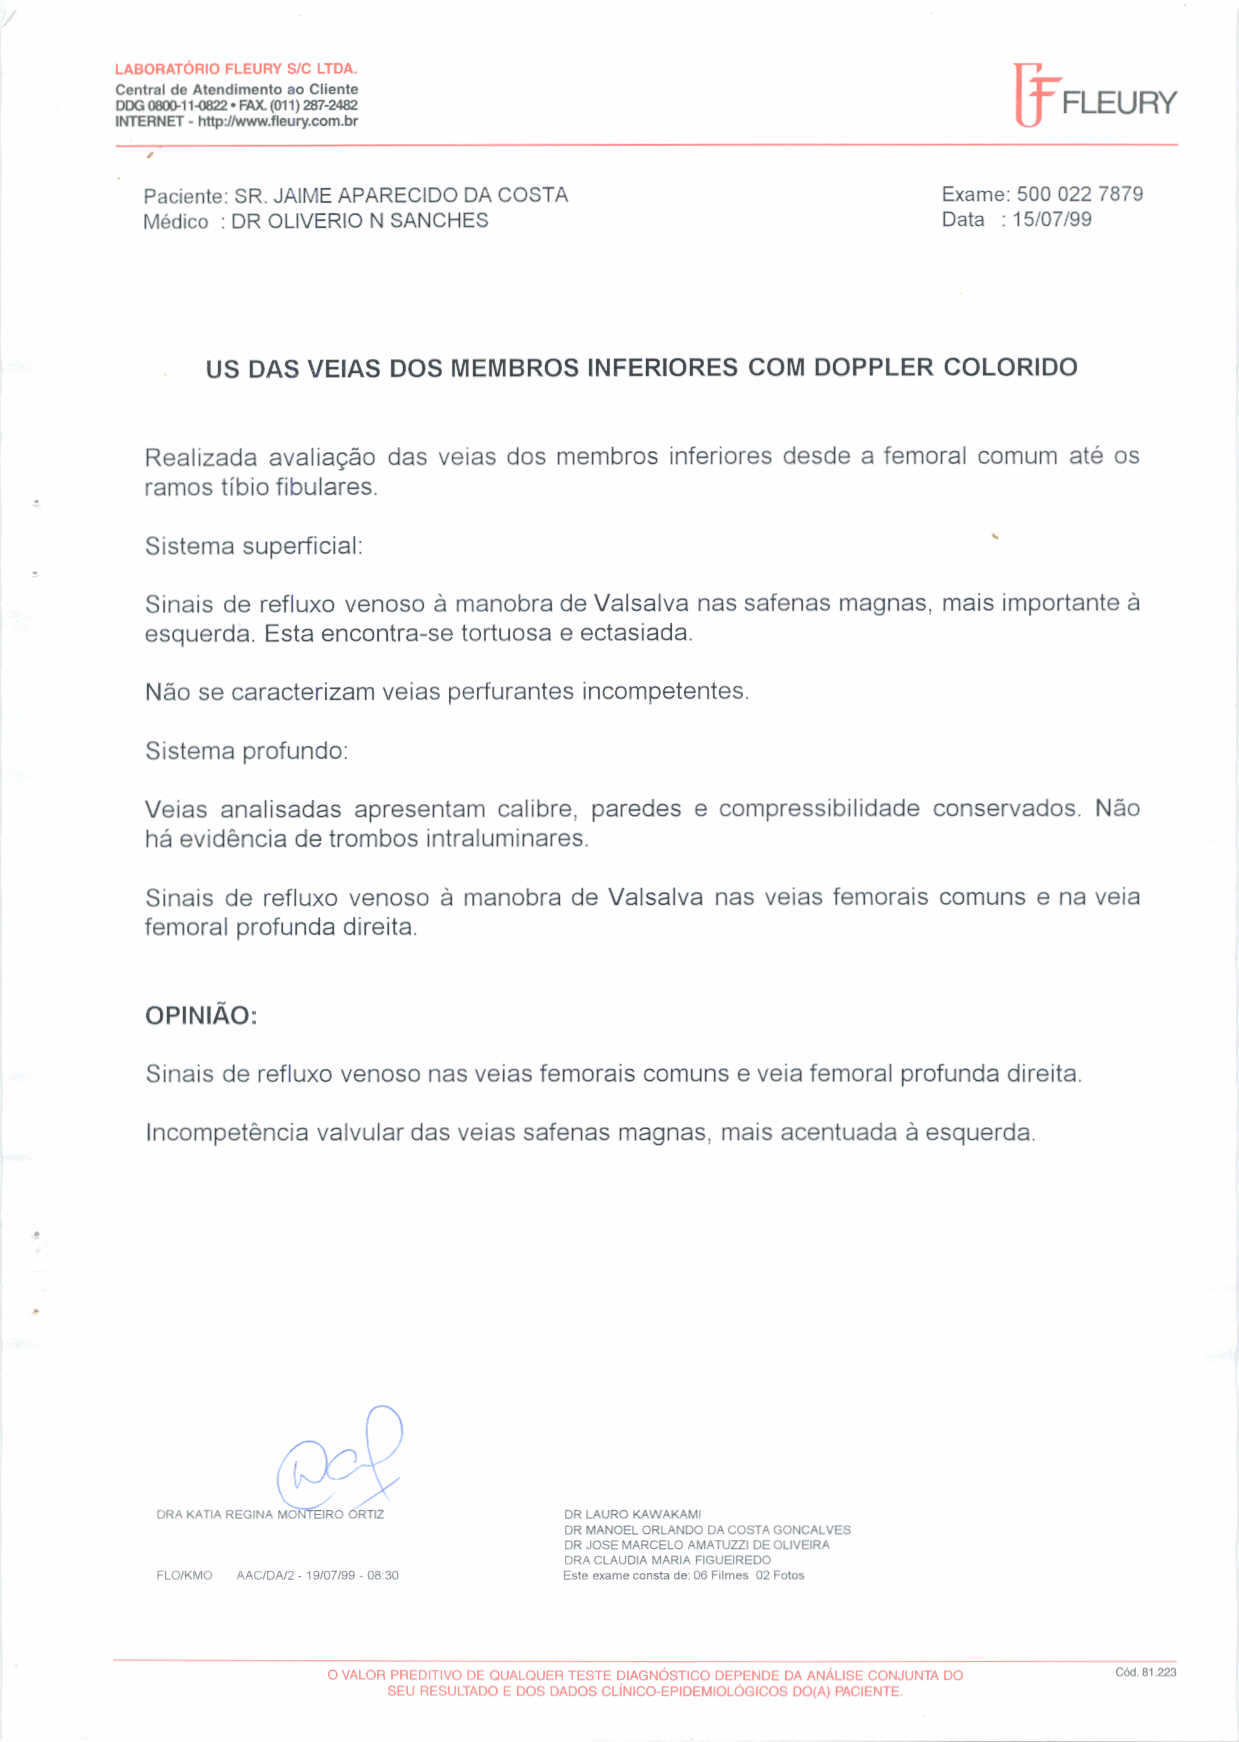 LABORATÓRIO FLEURY S/C LTDA.
Central de Atendimento ao Cliente
DDG 0800-11-0822 • FAX. (011) 287-2482
INTERNET - http://www.fleury.com.br
FLEURY
Paciente: SR. JAIME APARECIDO DA COSTA
Médico : DR OLIVERIO N SANCHES
Exame: 500 022 7879
Data : 15/07/99
US DAS VEIAS DOS MEMBROS INFERIORES COM DOPPLER COLORIDO
Realizada avaliação das veias dos membros inferiores desde a femoral comum até os
ramos tíbio fibulares.
Sistema superficial:
Sinais de refluxo venoso à manobra de Valsalva nas safenas magnas, mais importante à
esquerda. Esta encontra-se tortuosa e ectasiada.
Não se caracterizam veias perfurantes incompetentes.
Sistema profundo:
Veias analisadas apresentam calibre, paredes e compressibilidade conservados. Não
há evidência de trombos intraluminares.
Sinais de refluxo venoso à manobra de Valsalva nas veias femorais comuns e na veia
femoral profunda direita.
OPINIÃO:
Sinais de refluxo venoso nas veias femorais comuns e veia femoral profunda direita.
Incompetência valvular das veias safenas magnas, mais acentuada à esquerda.
DRA KATIA REGINA MONTEIRO ORTIZ
FLO/KMO AAC/DA/2 - 19/07/99 - 08:30
DR LAURO KAWAKAMI
DR MANOEL ORLANDO DA COSTA GONCALVES
DR JOSE MARCELO AMATUZZI DE OLIVEIRA
DRA CLAUDIA MARIA FIGUEIREDO
Este exame consta de: 06 Filmes 02 Fotos
O VALOR PREDITIVO DE QUALQUER TESTE DIAGNÓSTICO DEPENDE DA ANÁLISE CONJUNTA DO
SEU RESULTADO E DOS DADOS CLÍNICO-EPIDEMIOLÓGICOS DO(A) PACIENTE.
Cód. 81.223